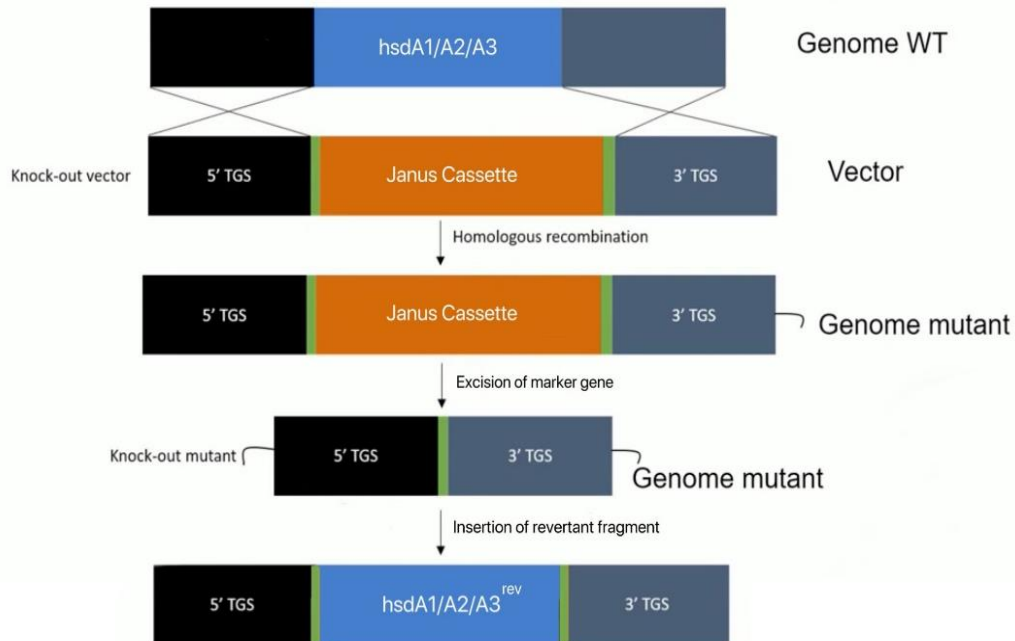 hsdA1/A2/A3
Genome WT
Knock-out vector
5' TGS
Janus Cassette
3' TGS
Vector
Homologous recombination
5' TGS
Janus Cassette
3' TGS
Genome mutant
Excision of marker gene
Knock-out mutant
5' TGS
3' TGS
Genome mutant
Insertion of revertant fragment
5' TGS
hsdA1/A2/A3rev
3' TGS